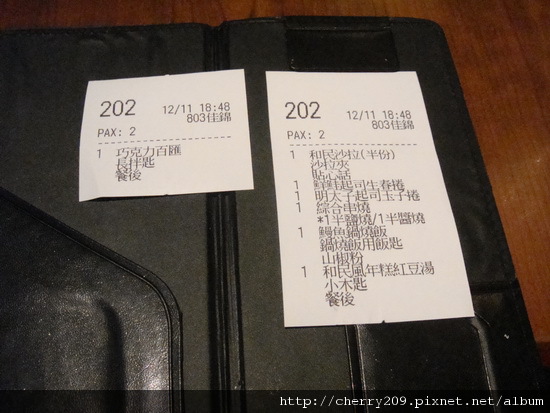 202
12/11 18:48
803佳錦
PAX: 2
1 巧克力百匯
長拌匙
餐後
202
12/11 18:48
803佳錦
PAX: 2
1 和民沙拉(半份)
沙拉夾
貼心話
1 鮮鮭起司生春捲
1 明太子起司玉子捲
1 綜合串燒
*1半鹽燒/1半醬燒
1 鰻魚鍋燒飯
鍋燒飯用飯匙
山椒粉
1 和民風年糕紅豆湯
小木匙
餐後
http://cherry209.pixnet.net/album